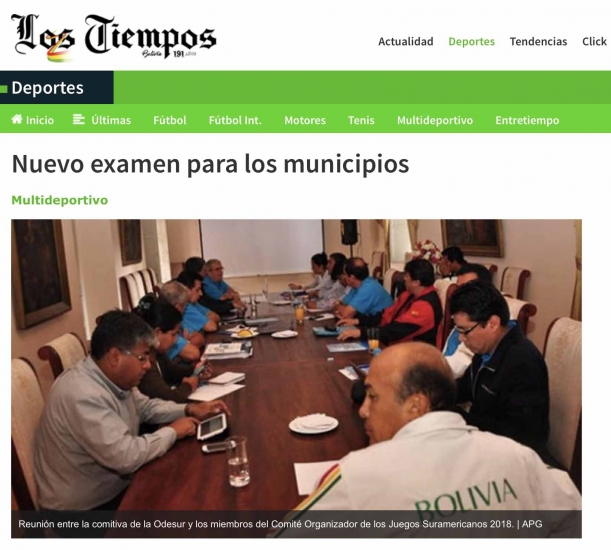 Los Tiempos
Bolivia 191 años
Actualidad Deportes Tendencias Click
Deportes
Inicio Últimas Fútbol Fútbol Int. Motores Tenis Multideportivo Entretiempo
Nuevo examen para los municipios
Multideportivo
BOLIVIA
Reunión entre la comitiva de la Odesur y los miembros del Comité Organizador de los Juegos Suramericanos 2018. | APG